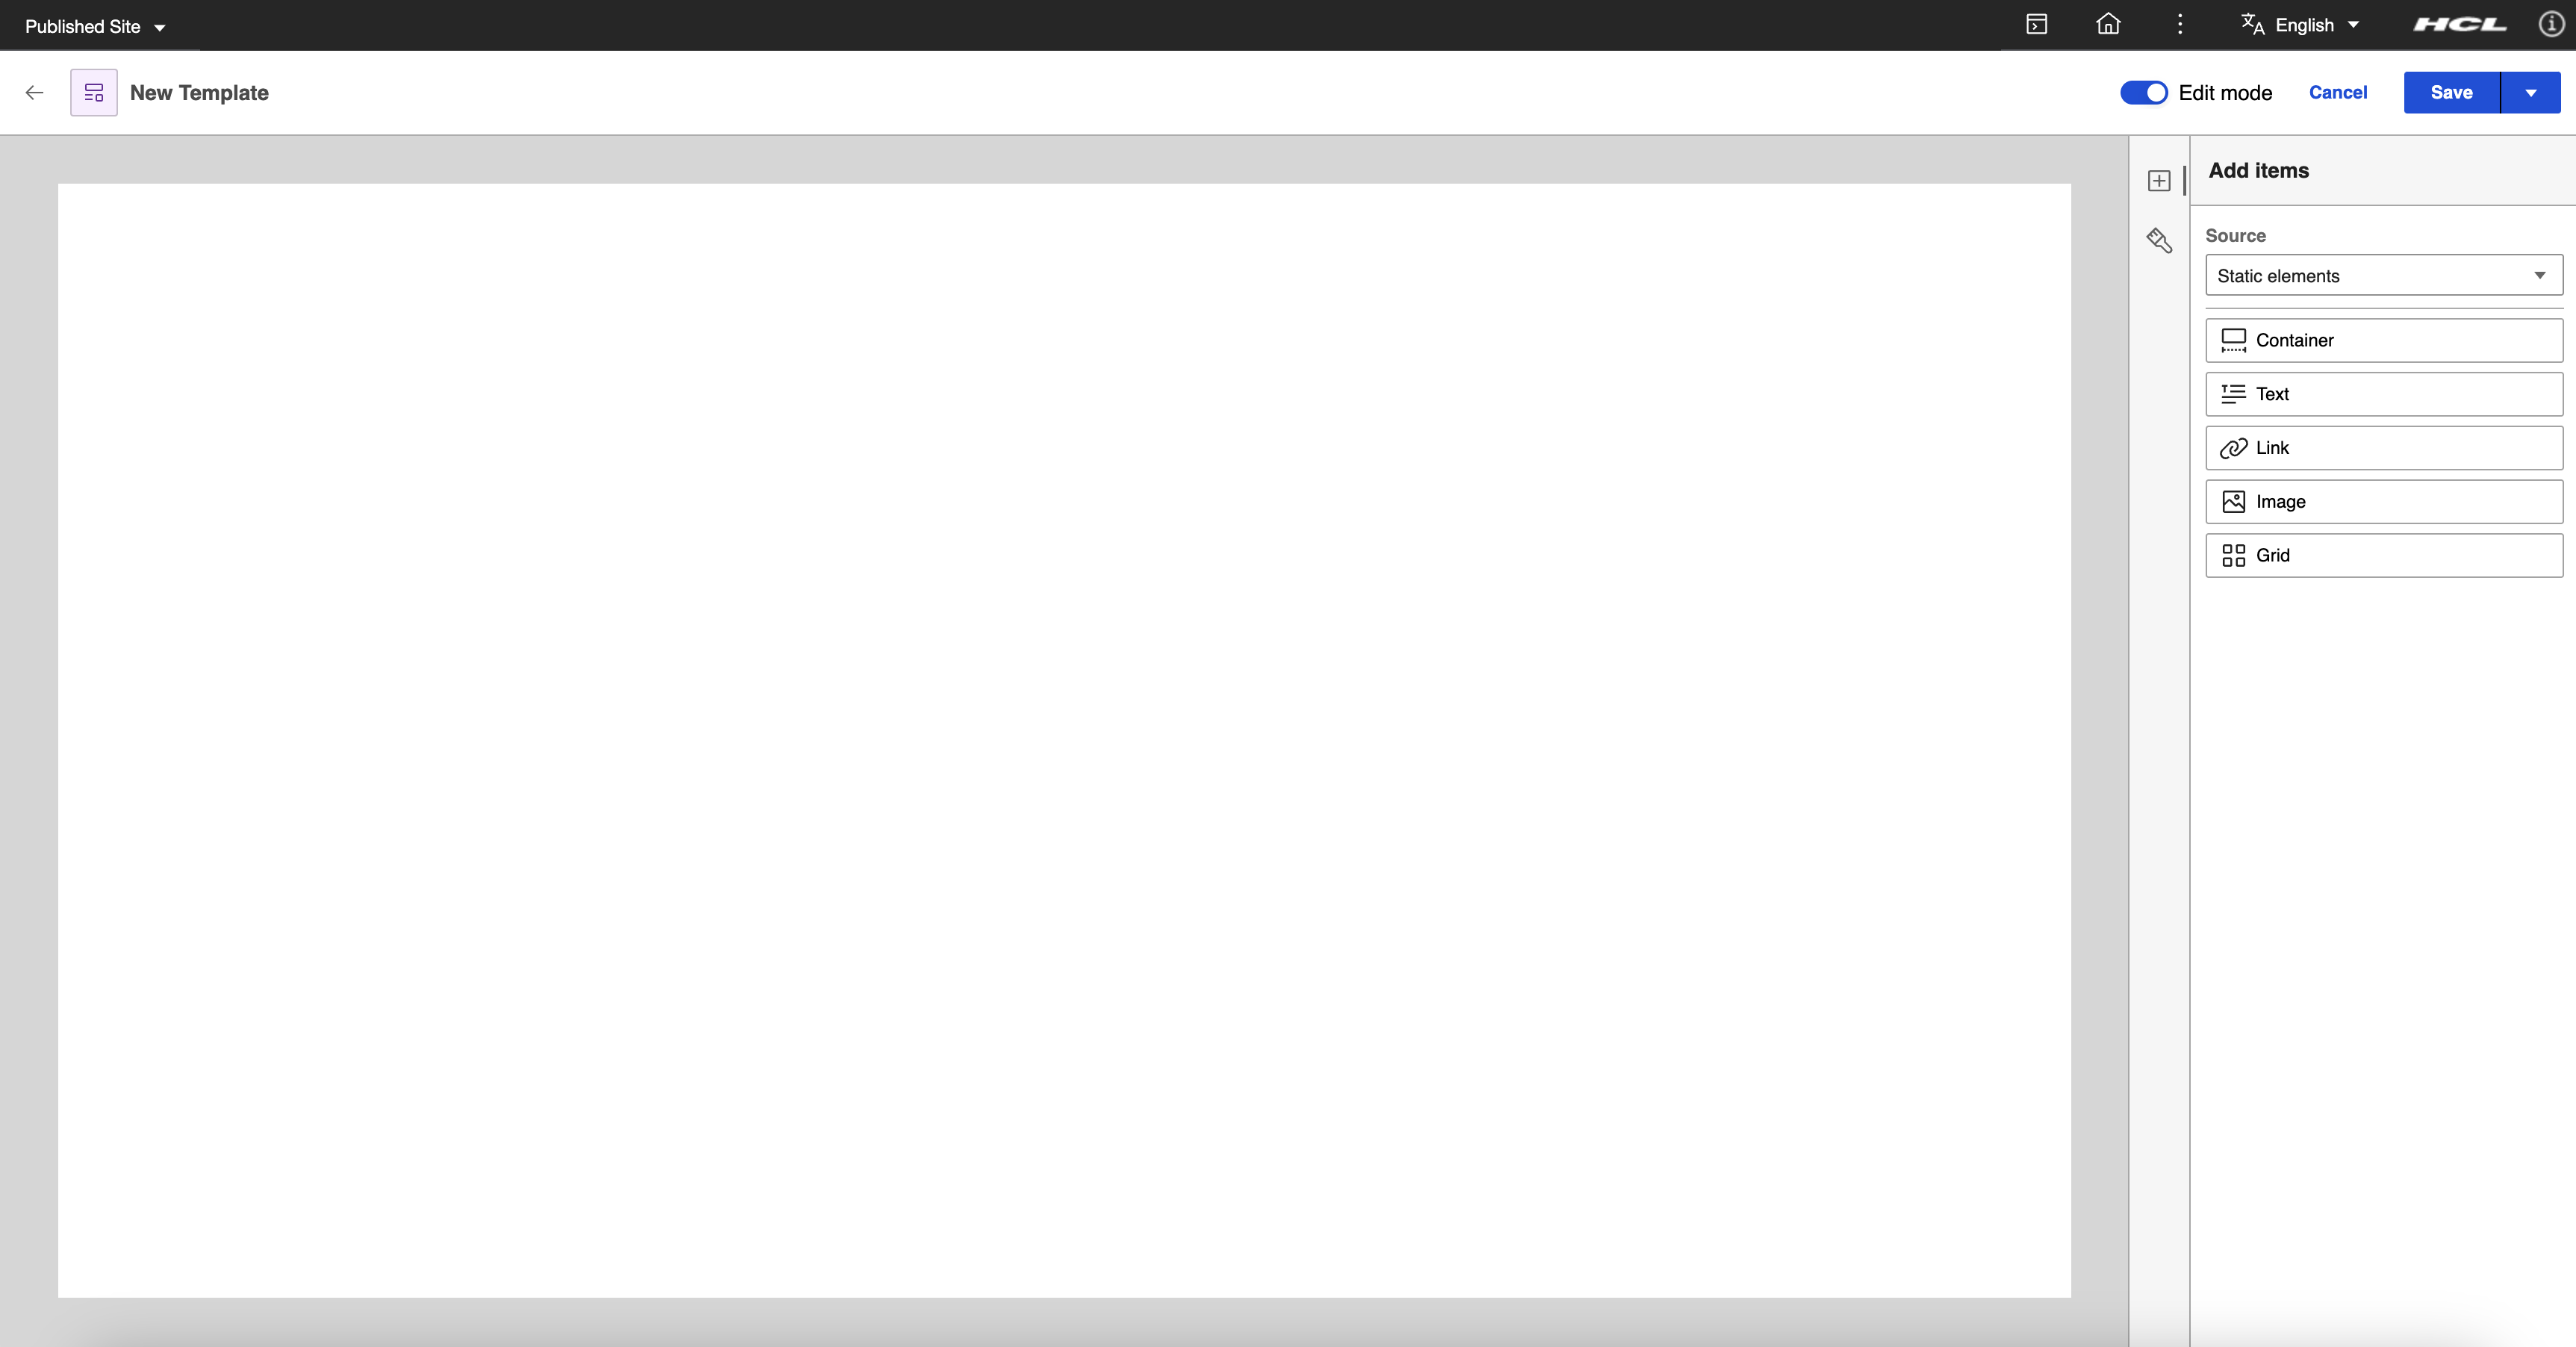 Published Site
English
HCL
New Template
Edit mode
Cancel
Save
Add items
Source
Static elements
Container
Text
Link
Image
Grid